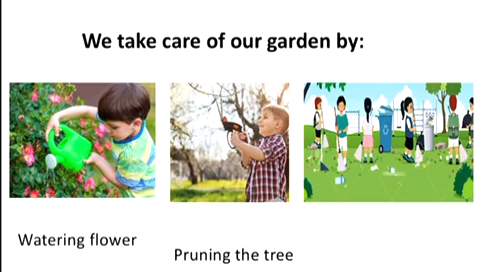 We take care of our garden by:
Watering flower
Pruning the tree